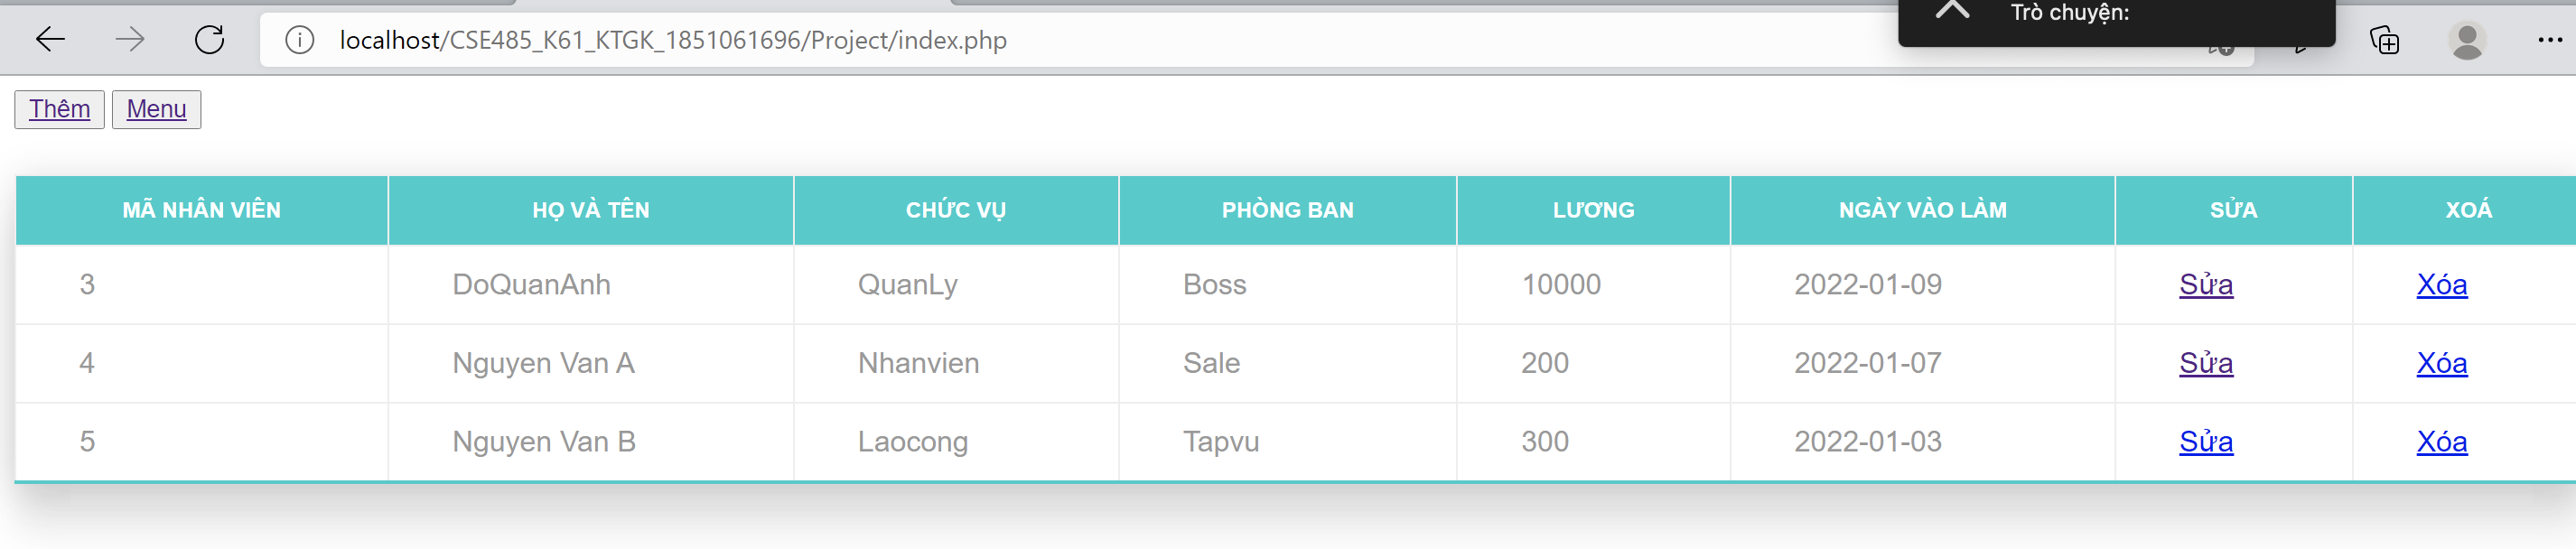 Trò chuyện:
localhost/CSE485_K61_KTGK_1851061696/Project/index.php
Thêm Menu
MÃ NHÂN VIÊN HỌ VÀ TÊN CHỨC VỤ PHÒNG BAN LƯƠNG NGÀY VÀO LÀM SỬA XOÁ
3 DoQuanAnh QuanLy Boss 10000 2022-01-09 Sửa Xóa
4 Nguyen Van A Nhanvien Sale 200 2022-01-07 Sửa Xóa
5 Nguyen Van B Laocong Tapvu 300 2022-01-03 Sửa Xóa